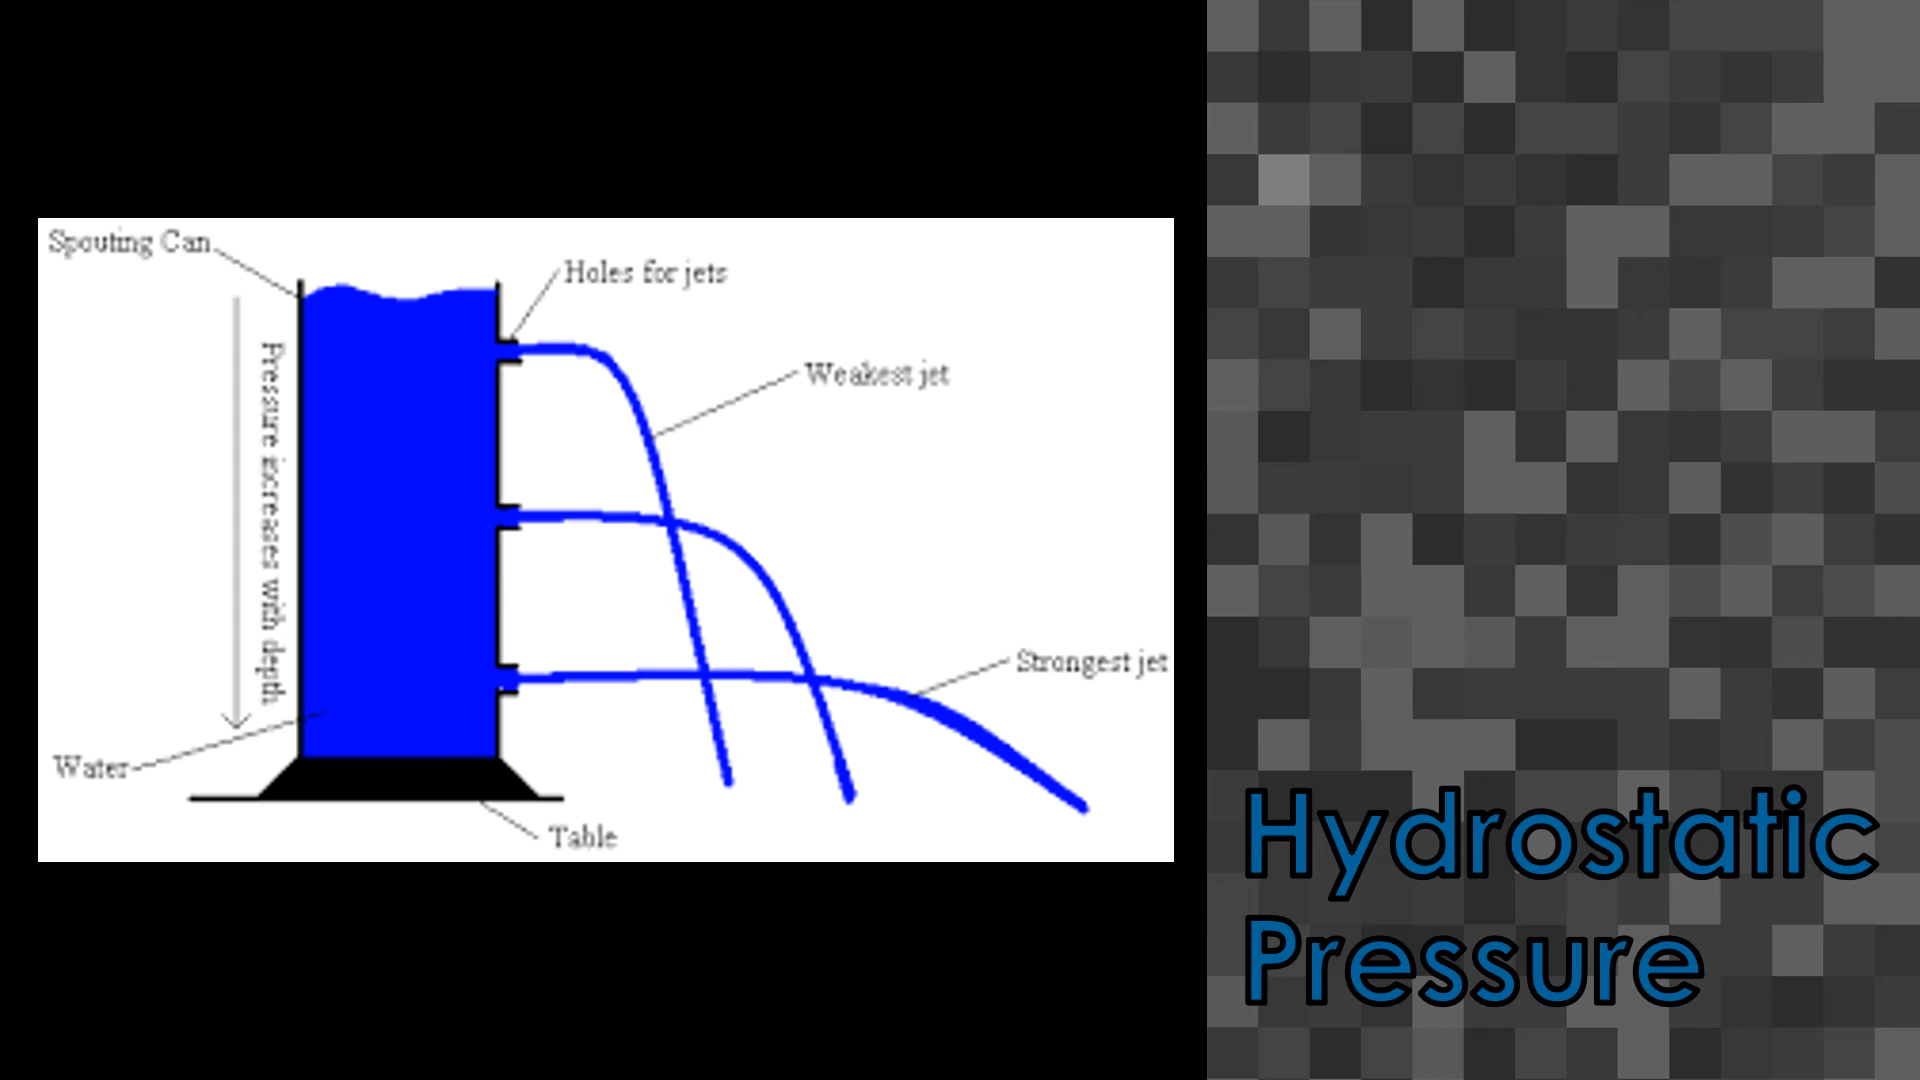 Spouting Can
Holes for jets
Weakest jet
Pressure increases with depth
Strongest jet
Water
Table
Hydrostatic
Pressure